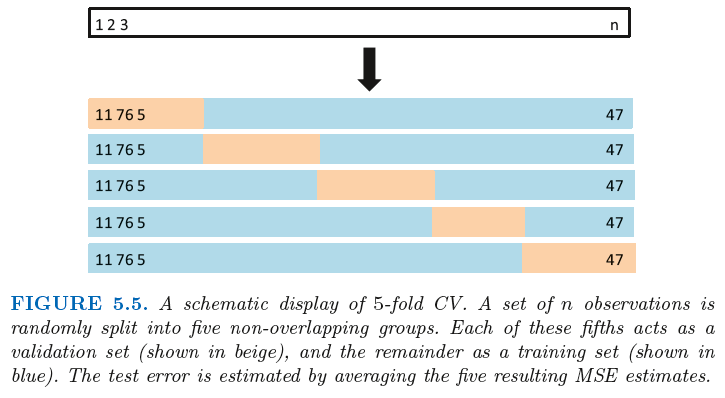 1 2 3 n
11 76 5 47
11 76 5 47
11 76 5 47
11 76 5 47
11 76 5 47
FIGURE 5.5. A schematic display of 5-fold CV. A set of n observations is
randomly split into five non-overlapping groups. Each of these fifths acts as a
validation set (shown in beige), and the remainder as a training set (shown in
blue). The test error is estimated by averaging the five resulting MSE estimates.